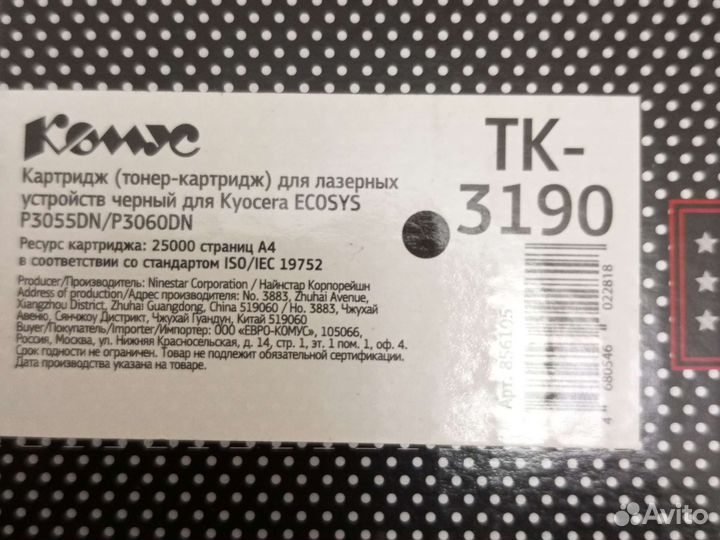 Комус
Картридж (тонер-картридж) для лазерных
устройств черный для Kyocera ECOSYS
P3055DN/P3060DN
Ресурс картриджа: 25000 страниц А4
в соответствии со стандартом ISO/IEC 19752
Producer/Производитель: Ninestar Corporation / Найнстар Корпорейшн
Address of production/Адрес производителя: No. 3883, Zhuhai Avenue,
Xiangzhou District, Zhuhai Guangdong, China 519060 / Но. 3883, Чжухай
Авеню, Сянчжоу Дистрикт, Чжухай Гуандун, Китай 519060
Buyer/Покупатель/Importer/Импортер: ООО «ЕВРО-КОМУС», 105066,
Россия, Москва, ул. Нижняя Красносельская, д. 14, стр. 1, эт. 1 пом. 1, оф. 4.
Срок годности не ограничен. Товар не подлежит обязательной сертификации.
Дата производства указана на товаре.
TK-
3190
Арт. 856195
4 680546 022818
Avito